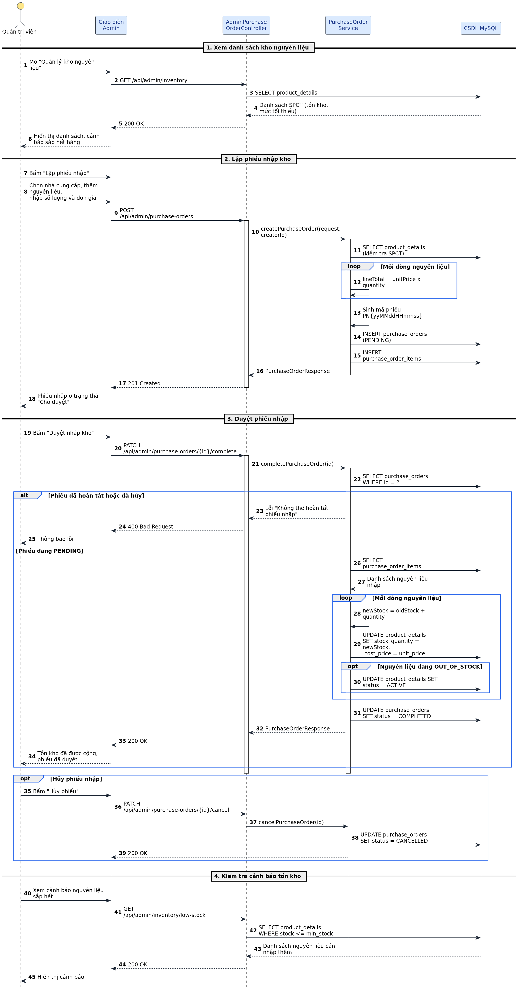 Quản trị viên
Giao diện
Admin
AdminPurchase
OrderController
PurchaseOrder
Service
CSDL MySQL
1. Xem danh sách kho nguyên liệu
1 Mở "Quản lý kho nguyên
liệu"
2 GET /api/admin/inventory
3 SELECT product_details
4 Danh sách SPCT (tồn kho,
mức tối thiểu)
5 200 OK
6 Hiển thị danh sách, cảnh
báo sắp hết hàng
2. Lập phiếu nhập kho
7 Bấm "Lập phiếu nhập"
8 Chọn nhà cung cấp, thêm
nguyên liệu,
nhập số lượng và đơn giá
9 POST
/api/admin/purchase-orders
10 createPurchaseOrder(request,
creatorId)
11 SELECT product_details
(kiểm tra SPCT)
loop [Mỗi dòng nguyên liệu]
12 lineTotal = unitPrice x
quantity
13 Sinh mã phiếu
PN{yyMMddHHmmss}
14 INSERT purchase_orders
(PENDING)
15 INSERT
purchase_order_items
16 PurchaseOrderResponse
17 201 Created
18 Phiếu nhập ở trạng thái
"Chờ duyệt"
3. Duyệt phiếu nhập
19 Bấm "Duyệt nhập kho"
20 PATCH
/api/admin/purchase-orders/{id}/complete
21 completePurchaseOrder(id)
22 SELECT purchase_orders
WHERE id = ?
alt [Phiếu đã hoàn tất hoặc đã hủy]
23 Lỗi "Không thể hoàn tất
phiếu nhập"
24 400 Bad Request
25 Thông báo lỗi
[Phiếu đang PENDING]
26 SELECT
purchase_order_items
27 Danh sách nguyên liệu
nhập
loop [Mỗi dòng nguyên liệu]
28 newStock = oldStock +
quantity
29 UPDATE product_details
SET stock_quantity =
newStock,
cost_price = unit_price
opt [Nguyên liệu đang OUT_OF_STOCK]
30 UPDATE product_details SET
status = ACTIVE
31 UPDATE purchase_orders
SET status = COMPLETED
32 PurchaseOrderResponse
33 200 OK
34 Tồn kho đã được cộng,
phiếu đã duyệt
opt [Hủy phiếu nhập]
35 Bấm "Hủy phiếu"
36 PATCH
/api/admin/purchase-orders/{id}/cancel
37 cancelPurchaseOrder(id)
38 UPDATE purchase_orders
SET status = CANCELLED
39 200 OK
4. Kiểm tra cảnh báo tồn kho
40 Xem cảnh báo nguyên liệu
sắp hết
41 GET
/api/admin/inventory/low-stock
42 SELECT product_details
WHERE stock <= min_stock
43 Danh sách nguyên liệu cần
nhập thêm
44 200 OK
45 Hiển thị cảnh báo